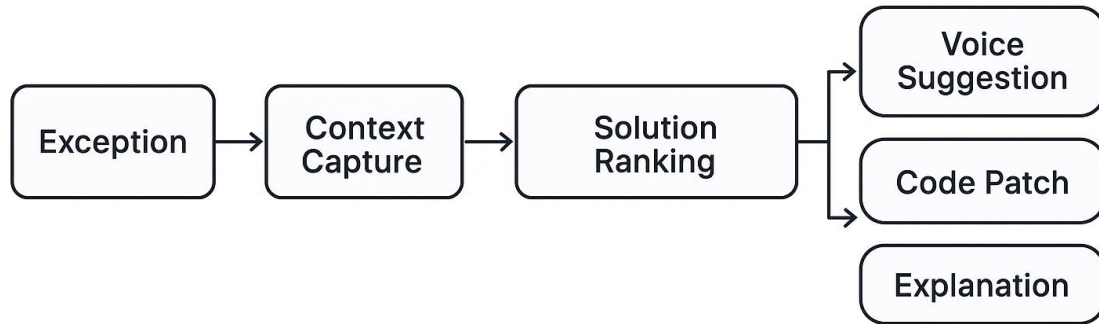 Exception
Context
Capture
Solution
Ranking
Voice
Suggestion
Code Patch
Explanation